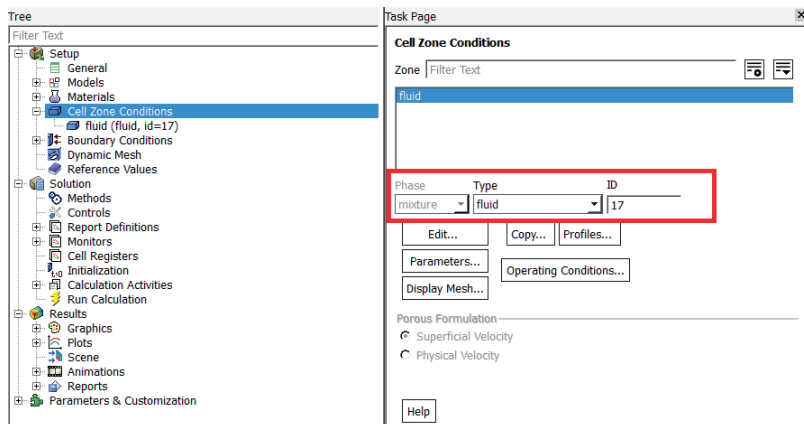 Tree
Filter Text
Setup
General
Models
Materials
Cell Zone Conditions
fluid (fluid, id=17)
Boundary Conditions
Dynamic Mesh
Reference Values
Solution
Methods
Controls
Report Definitions
Monitors
Cell Registers
Initialization
Calculation Activities
Run Calculation
Results
Graphics
Plots
Scene
Animations
Reports
Parameters & Customization
Task Page
Cell Zone Conditions
Zone Filter Text
fluid
Phase Type ID
mixture fluid 17
Edit... Copy... Profiles...
Parameters... Operating Conditions...
Display Mesh...
Porous Formulation
Superficial Velocity
Physical Velocity
Help